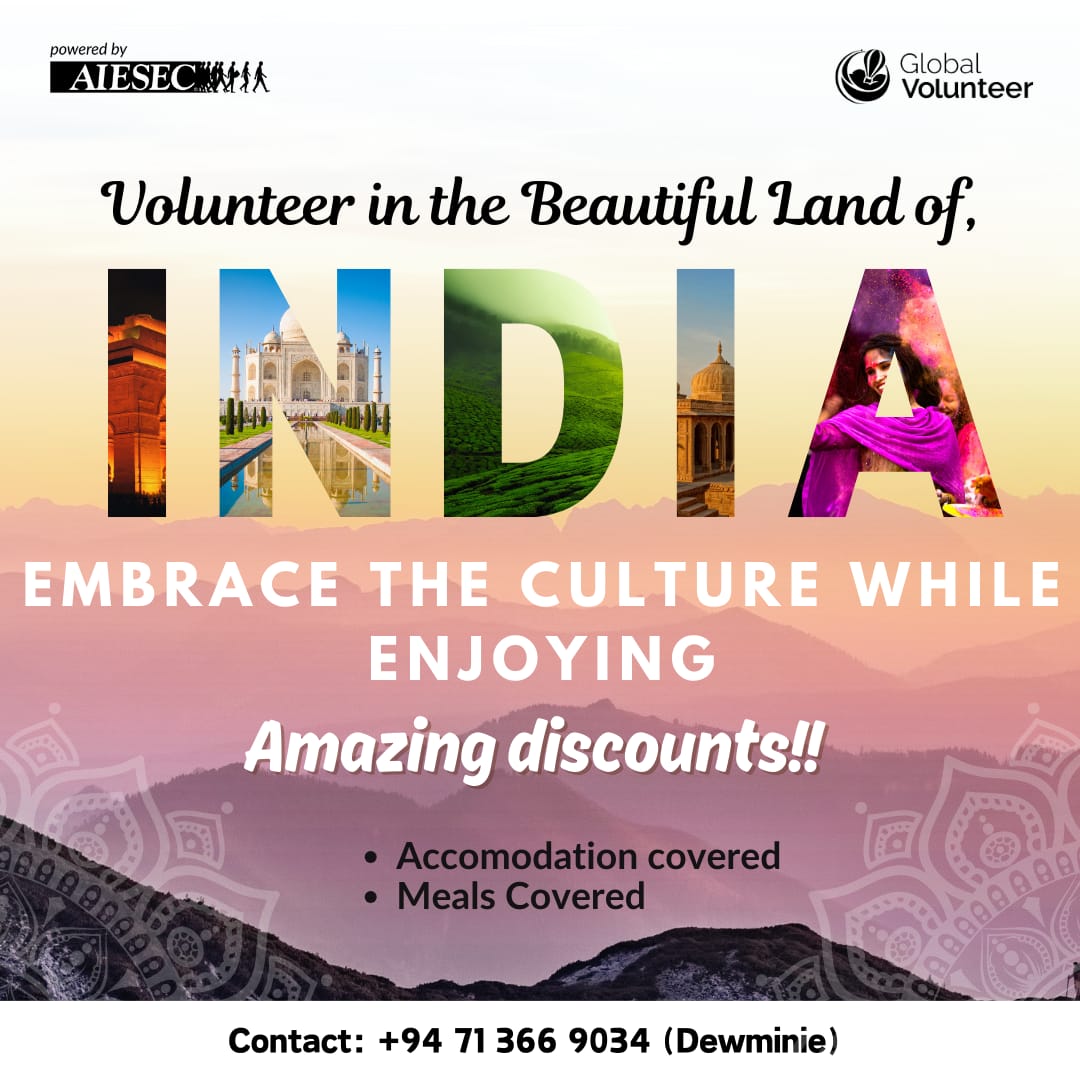 powered by
AIESEC
Global
Volunteer
Volunteer in the Beautiful Land of,
INDIA
EMBRACE THE CULTURE WHILE
ENJOYING
Amazing discounts!!
• Accomodation covered
• Meals Covered
Contact: +94 71 366 9034 (Dewminie)